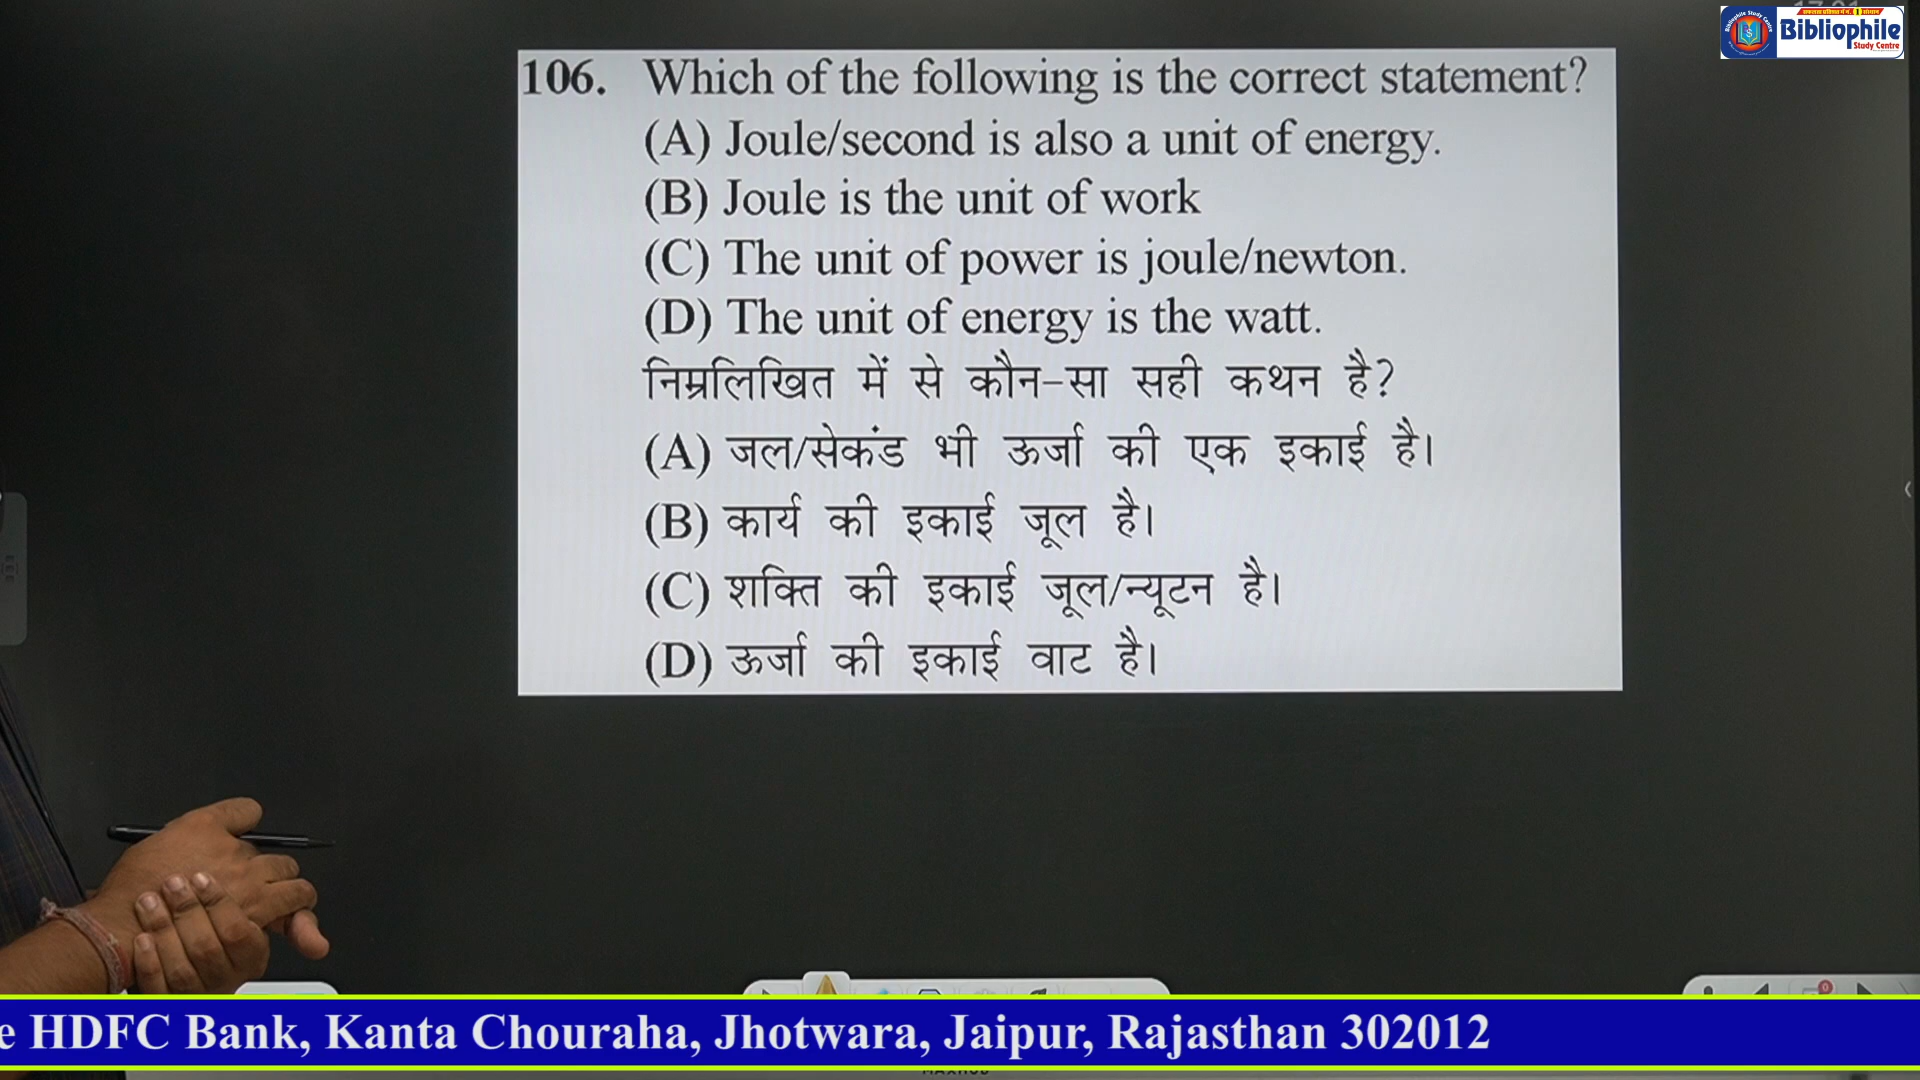 Bibliophile
Study Centre
106. Which of the following is the correct statement?
(A) Joule/second is also a unit of energy.
(B) Joule is the unit of work
(C) The unit of power is joule/newton.
(D) The unit of energy is the watt.
निम्रलिखित में से कौन-सा सही कथन है?
(A) जल/सेकंड भी ऊर्जा की एक इकाई है।
(B) कार्य की इकाई जूल है।
(C) शक्ति की इकाई जूल/न्यूटन है।
(D) ऊर्जा की इकाई वाट है।
e HDFC Bank, Kanta Chouraha, Jhotwara, Jaipur, Rajasthan 302012